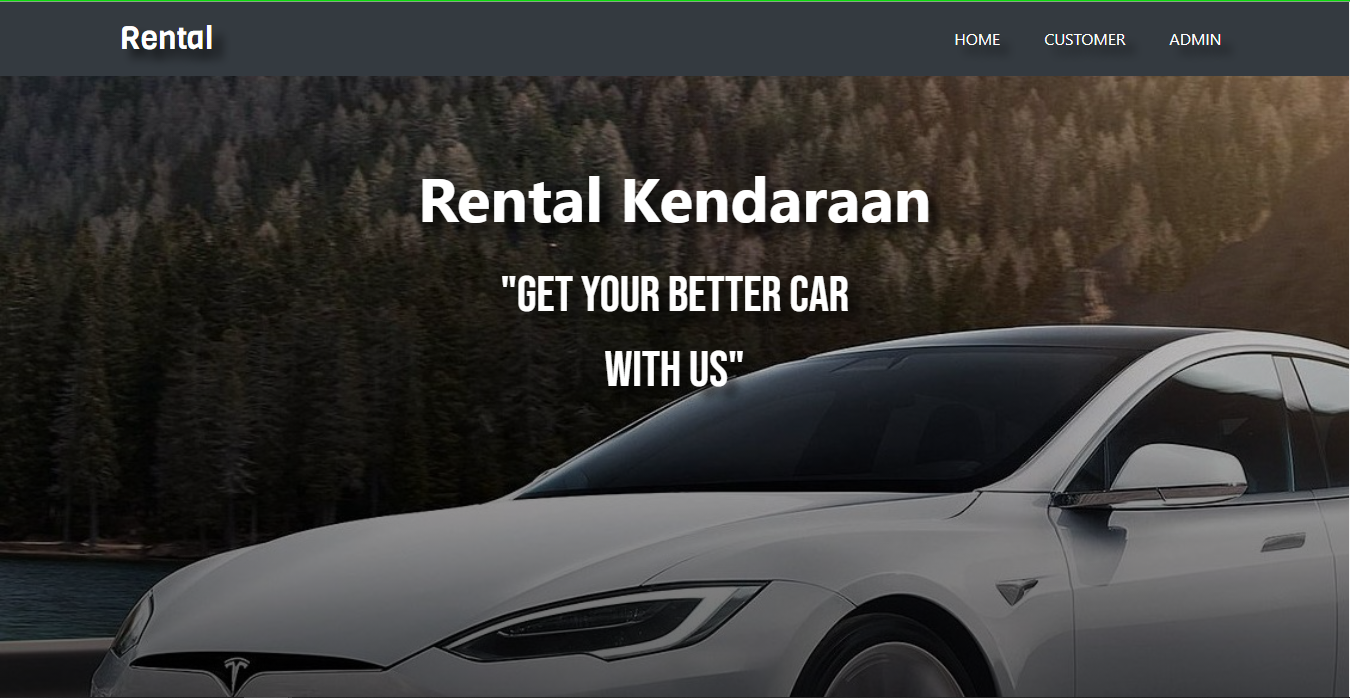 Rental
HOME CUSTOMER ADMIN
Rental Kendaraan
"GET YOUR BETTER CAR
WITH US"